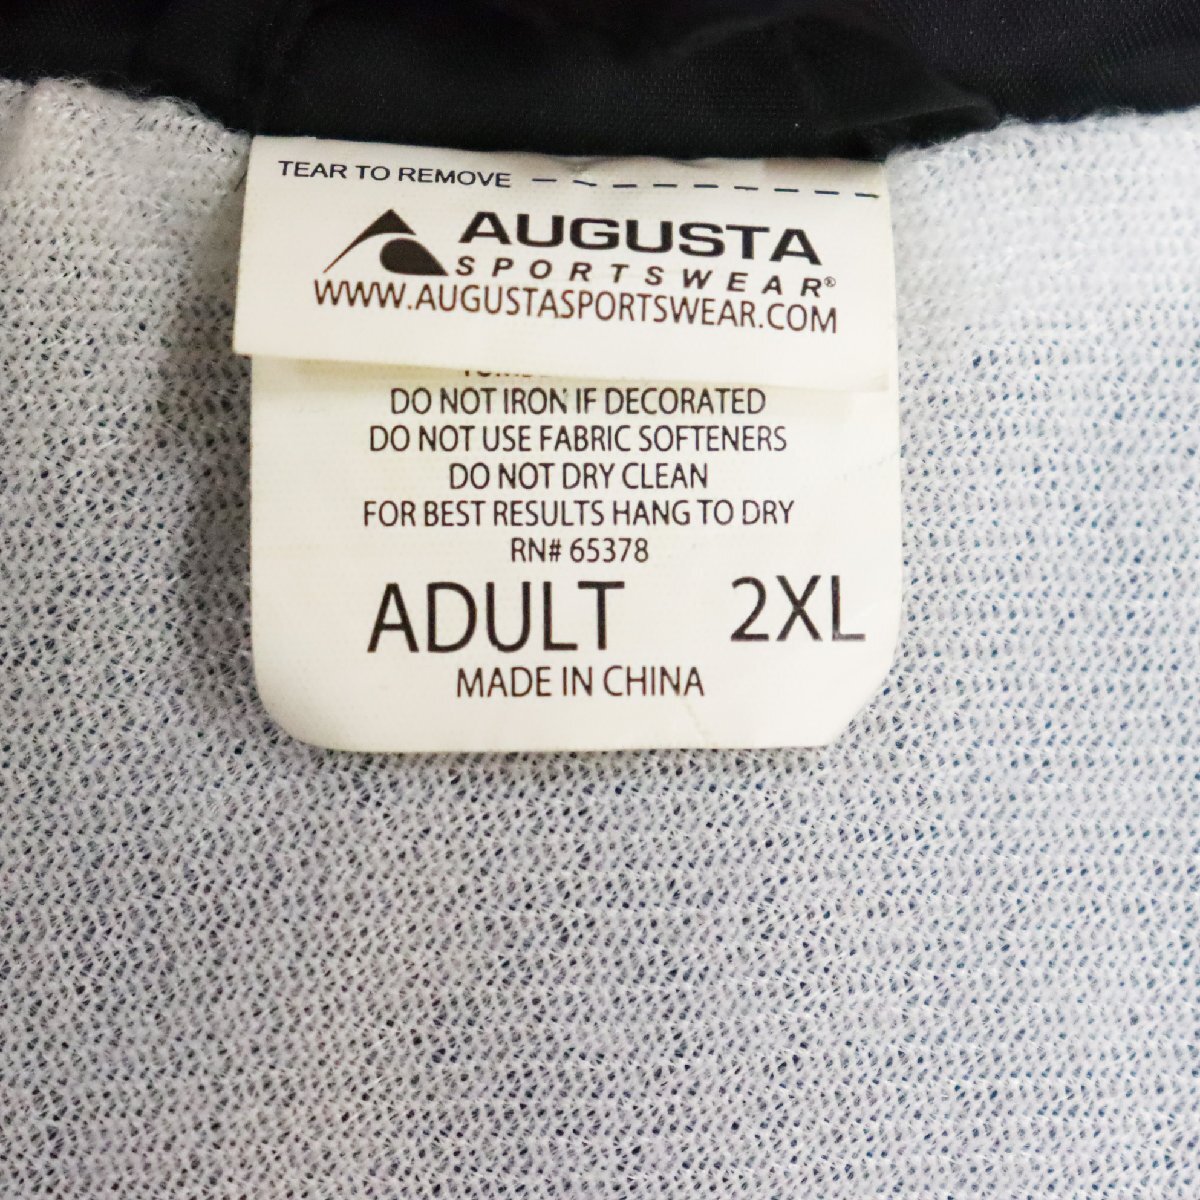 TEAR TO REMOVE
AUGUSTA
SPORTSWEAR®
WWW.AUGUSTASPORTSWEAR.COM
DO NOT IRON IF DECORATED
DO NOT USE FABRIC SOFTENERS
DO NOT DRY CLEAN
FOR BEST RESULTS HANG TO DRY
RN# 65378
ADULT 2XL
MADE IN CHINA